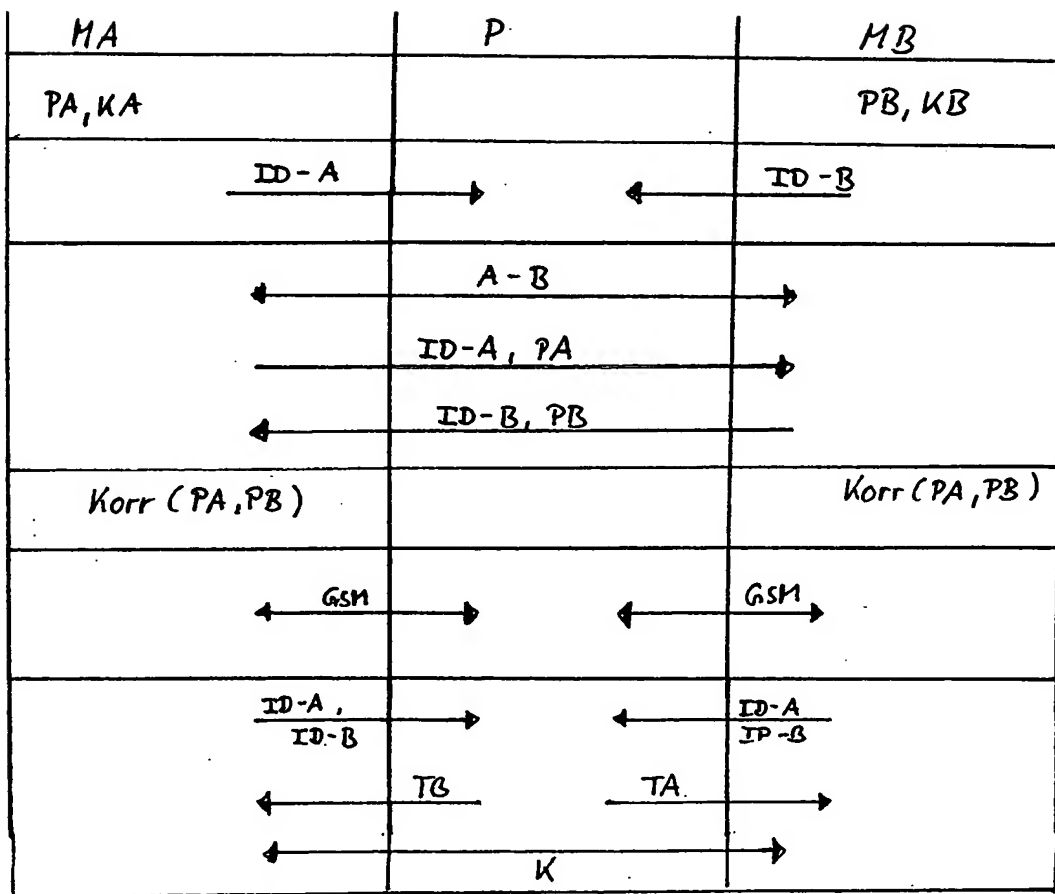 MA P MB
PA, KA PB, KB
ID-A ID-B
A-B
ID-A, PA
ID-B, PB
Korr (PA, PB) Korr (PA, PB)
GSM GSM
ID-A, ID-A
ID-B IP-B
TB TA.
K